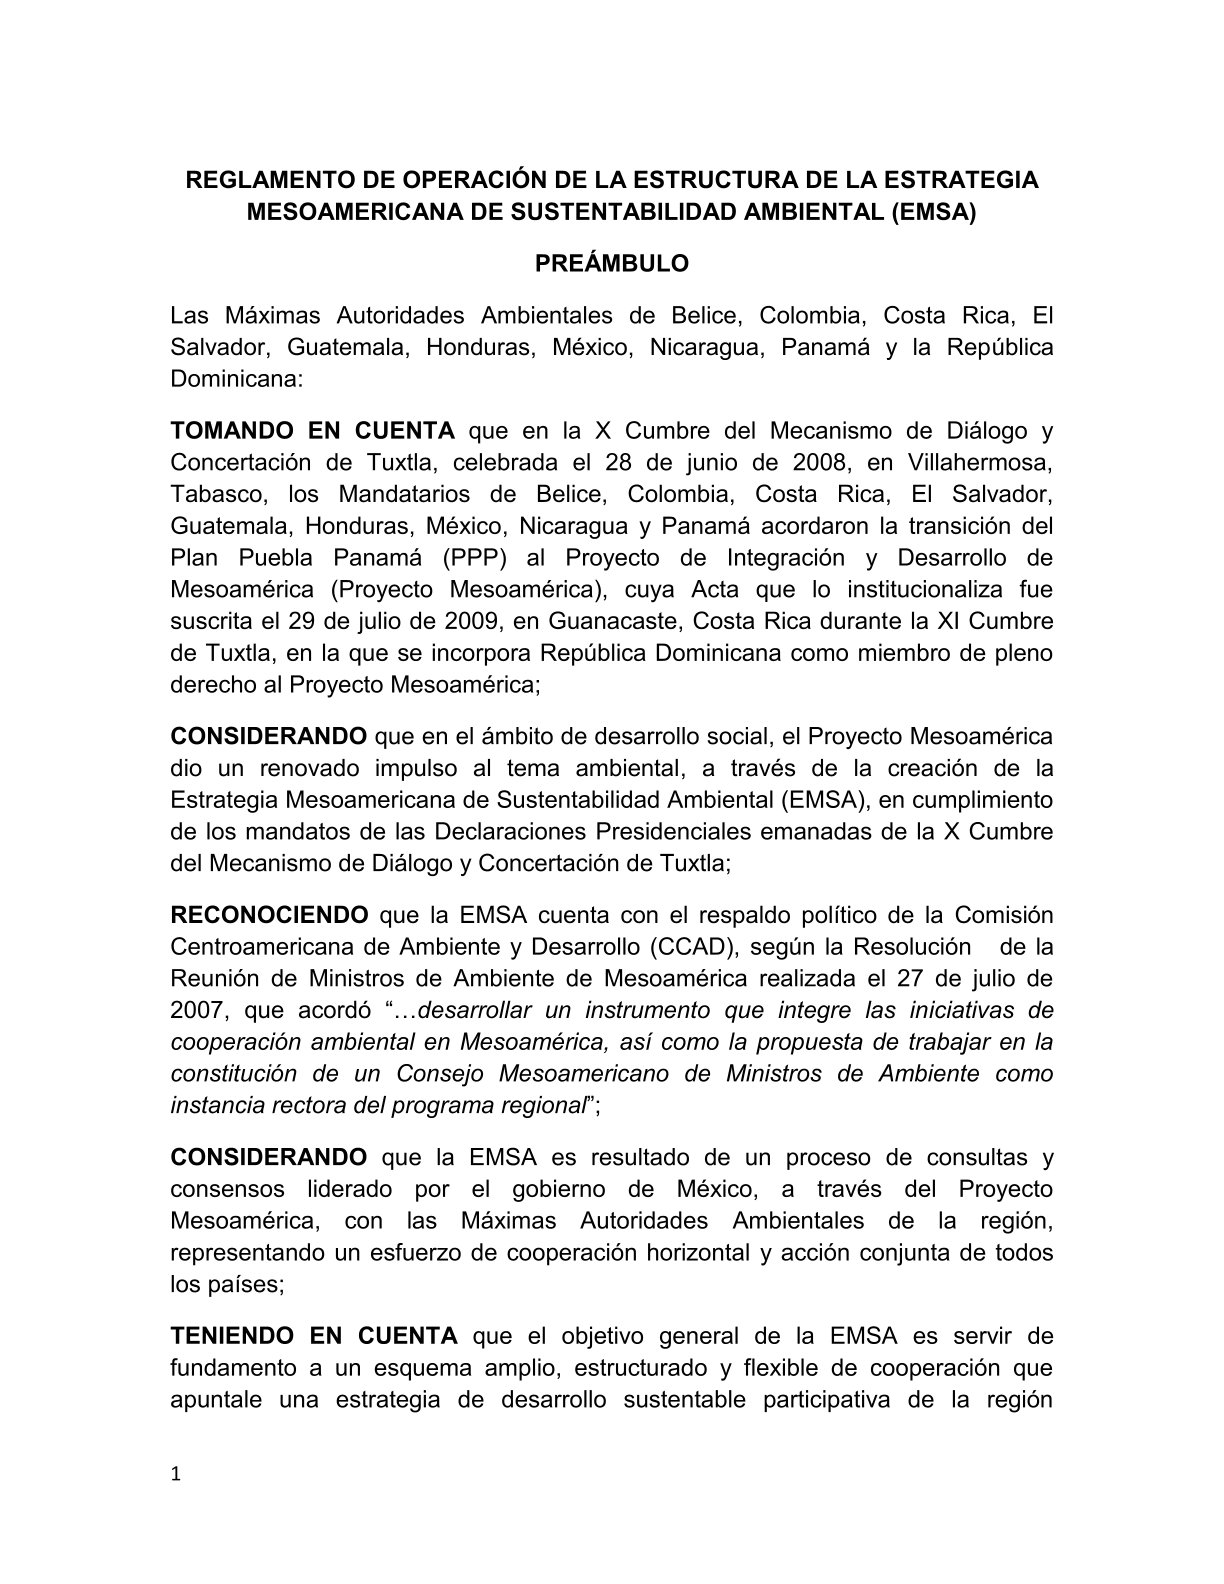 REGLAMENTO DE OPERACIÓN DE LA ESTRUCTURA DE LA ESTRATEGIA
MESOAMERICANA DE SUSTENTABILIDAD AMBIENTAL (EMSA)
PREÁMBULO
Las Máximas Autoridades Ambientales de Belice, Colombia, Costa Rica, El
Salvador, Guatemala, Honduras, México, Nicaragua, Panamá y la República
Dominicana:
TOMANDO EN CUENTA que en la X Cumbre del Mecanismo de Diálogo y
Concertación de Tuxtla, celebrada el 28 de junio de 2008, en Villahermosa,
Tabasco, los Mandatarios de Belice, Colombia, Costa Rica, El Salvador,
Guatemala, Honduras, México, Nicaragua y Panamá acordaron la transición del
Plan Puebla Panamá (PPP) al Proyecto de Integración y Desarrollo de
Mesoamérica (Proyecto Mesoamérica), cuya Acta que lo institucionaliza fue
suscrita el 29 de julio de 2009, en Guanacaste, Costa Rica durante la XI Cumbre
de Tuxtla, en la que se incorpora República Dominicana como miembro de pleno
derecho al Proyecto Mesoamérica;
CONSIDERANDO que en el ámbito de desarrollo social, el Proyecto Mesoamérica
dio un renovado impulso al tema ambiental, a través de la creación de la
Estrategia Mesoamericana de Sustentabilidad Ambiental (EMSA), en cumplimiento
de los mandatos de las Declaraciones Presidenciales emanadas de la X Cumbre
del Mecanismo de Diálogo y Concertación de Tuxtla;
RECONOCIENDO que la EMSA cuenta con el respaldo político de la Comisión
Centroamericana de Ambiente y Desarrollo (CCAD), según la Resolución de la
Reunión de Ministros de Ambiente de Mesoamérica realizada el 27 de julio de
2007, que acordó “…desarrollar un instrumento que integre las iniciativas de
cooperación ambiental en Mesoamérica, así como la propuesta de trabajar en la
constitución de un Consejo Mesoamericano de Ministros de Ambiente como
instancia rectora del programa regional”;
CONSIDERANDO que la EMSA es resultado de un proceso de consultas y
consensos liderado por el gobierno de México, a través del Proyecto
Mesoamérica, con las Máximas Autoridades Ambientales de la región,
representando un esfuerzo de cooperación horizontal y acción conjunta de todos
los países;
TENIENDO EN CUENTA que el objetivo general de la EMSA es servir de
fundamento a un esquema amplio, estructurado y flexible de cooperación que
apuntale una estrategia de desarrollo sustentable participativa de la región
1